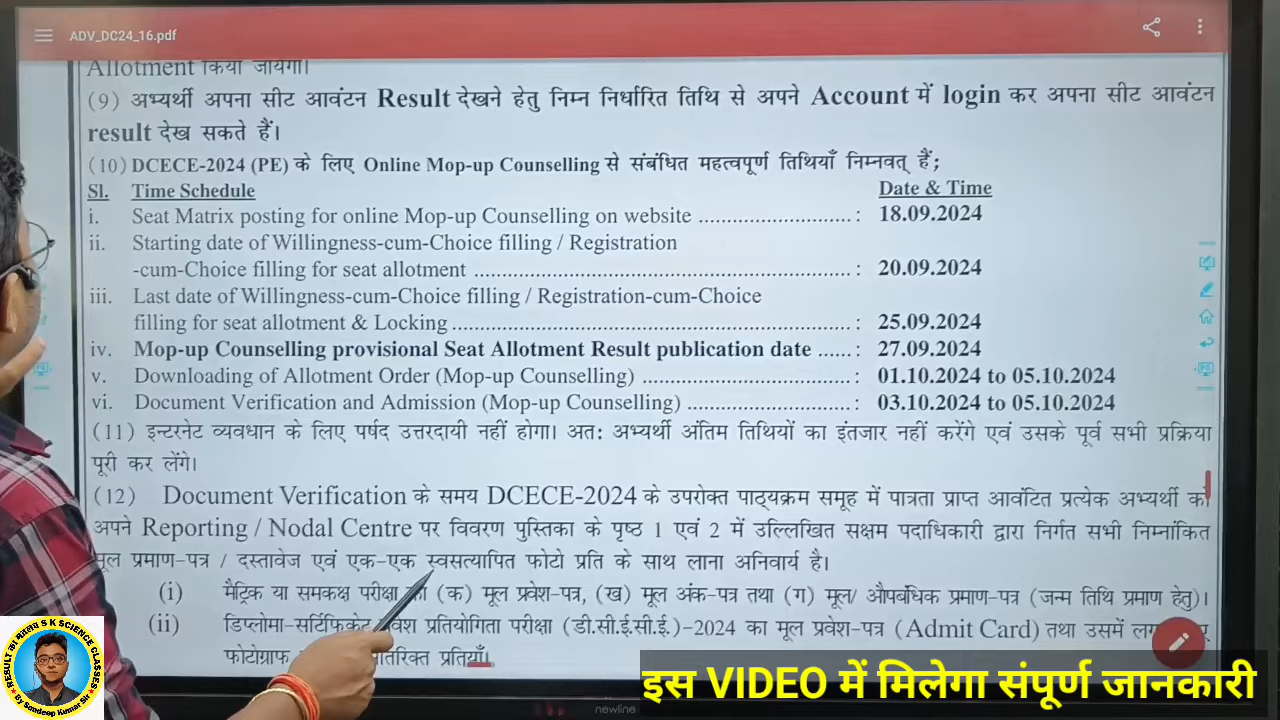 ADV_DC24_16.pdf
Allotment किया जायेगा।
(9) अभ्यर्थी अपना सीट आवंटन Result देखने हेतु निम्न निर्धारित तिथि से अपने Account में login कर अपना सीट आवंटन
result देख सकते हैं।
(10) DCECE-2024 (PE) के लिए Online Mop-up Counselling से संबंधित महत्वपूर्ण तिथियाँ निम्नवत् हैं;
Sl. Time Schedule Date & Time
i. Seat Matrix posting for online Mop-up Counselling on website ............................ : 18.09.2024
ii. Starting date of Willingness-cum-Choice filling / Registration
-cum-Choice filling for seat allotment ..................................................................... : 20.09.2024
iii. Last date of Willingness-cum-Choice filling / Registration-cum-Choice
filling for seat allotment & Locking ......................................................................... : 25.09.2024
iv. Mop-up Counselling provisional Seat Allotment Result publication date ...... : 27.09.2024
v. Downloading of Allotment Order (Mop-up Counselling) ...................................... : 01.10.2024 to 05.10.2024
vi. Document Verification and Admission (Mop-up Counselling) .............................. : 03.10.2024 to 05.10.2024
(11) इन्टरनेट व्यवधान के लिए पर्षद उत्तरदायी नहीं होगा। अत: अभ्यर्थी अंतिम तिथियों का इंतजार नहीं करेंगे एवं उसके पूर्व सभी प्रक्रिया
पूरी कर लेंगे।
(12) Document Verification के समय DCECE-2024 के उपरोक्त पाठ्यक्रम समूह में पात्रता प्राप्त आवंटित प्रत्येक अभ्यर्थी को
अपने Reporting / Nodal Centre पर विवरण पुस्तिका के पृष्ठ 1 एवं 2 में उल्लिखित सक्षम पदाधिकारी द्वारा निर्गत सभी निम्नांकित
मूल प्रमाण-पत्र / दस्तावेज एवं एक-एक स्वसत्यापित फोटो प्रति के साथ लाना अनिवार्य है।
(i) मैट्रिक या समकक्ष परीक्षा का (क) मूल प्रवेश-पत्र, (ख) मूल अंक-पत्र तथा (ग) मूल/ औपबंधिक प्रमाण-पत्र (जन्म तिथि प्रमाण हेतु)।
(ii) डिप्लोमा-सर्टिफिकेट प्रवेश प्रतियोगिता परीक्षा (डी.सी.ई.सी.ई.)-2024 का मूल प्रवेश-पत्र (Admit Card) तथा उसमें
फोटोग्राफ प्रतियाँ।
RESULT का मतलब S K SCIENCE CLASSES
By Sandeep Kumar Sir
इस VIDEO में मिलेगा संपूर्ण जानकारी
newline